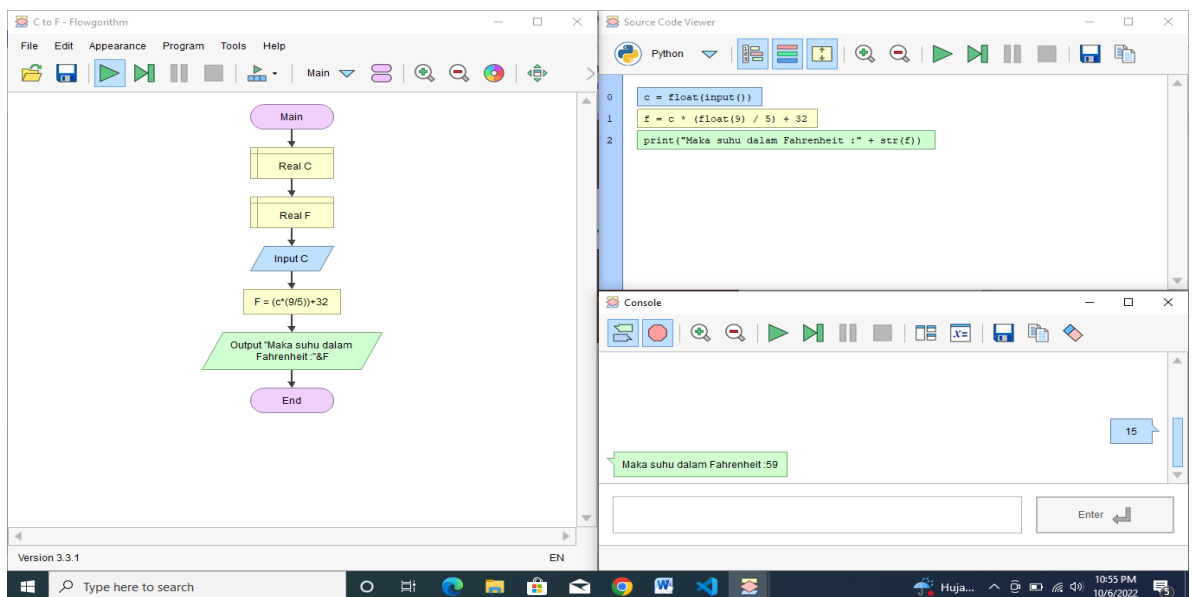 C to F - Flowgorithm
File Edit Appearance Program Tools Help
Main
Main
Real C
Real F
Input C
F = (c*(9/5))+32
Output "Maka suhu dalam
Fahrenheit :"&F
End
Version 3.3.1 EN
Source Code Viewer
Python
0 c = float(input())
1 f = c * (float(9) / 5) + 32
2 print("Maka suhu dalam Fahrenheit :" + str(f))
Console
x=
15
Maka suhu dalam Fahrenheit :59
Enter
Type here to search
W
Huja...
10:55 PM
10/6/2022
5